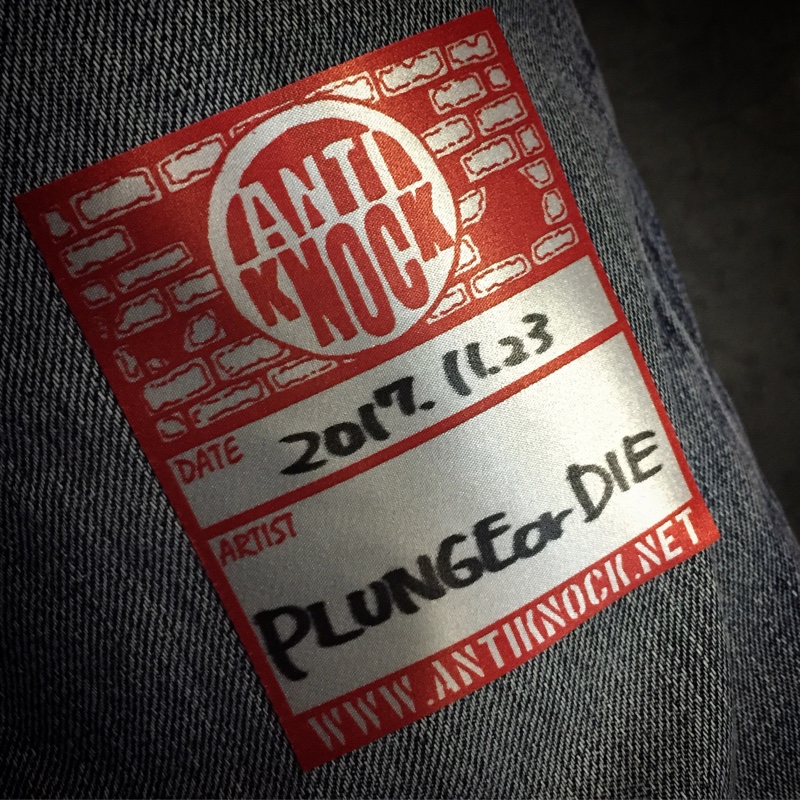 ANTI
KNOCK
DATE 2017. 11.23
ARTIST
PLUNGE or DIE
WWW.ANTIKNOCK.NET